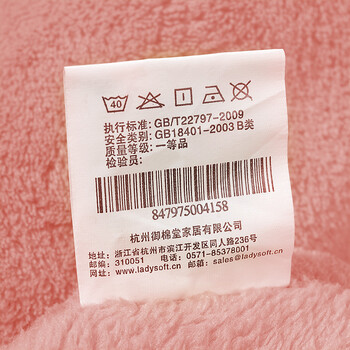 40
执行标准: GB/T22797-2009
安全类别: GB18401-2003 B类
质量等级: 一等品
检验员:
847975004158
杭州御棉堂家居有限公司
地址: 浙江省杭州市滨江开发区同人路236号
邮编: 310051 电话: 0571-85378001
网址: www.ladysoft.cn 邮箱: sales@ladysoft.cn